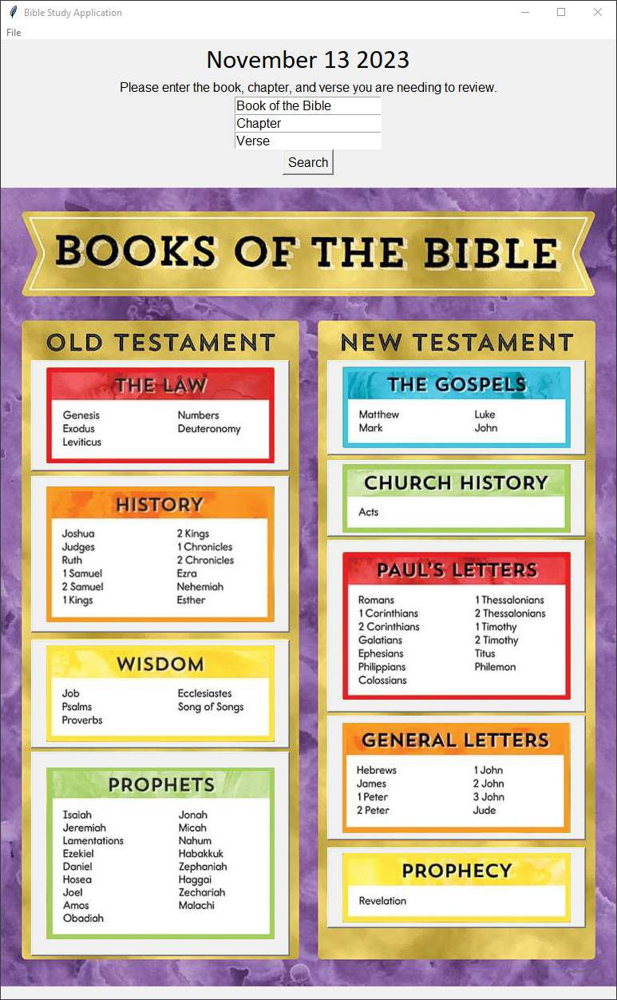 Bible Study Application
File
November 13 2023
Please enter the book, chapter, and verse you are needing to review.
Book of the Bible
Chapter
Verse
Search
BOOKS OF THE BIBLE
OLD TESTAMENT
THE LAW
Genesis
Exodus
Leviticus
Numbers
Deuteronomy
HISTORY
Joshua
Judges
Ruth
1 Samuel
2 Samuel
1 Kings
2 Kings
1 Chronicles
2 Chronicles
Ezra
Nehemiah
Esther
WISDOM
Job
Psalms
Proverbs
Ecclesiastes
Song of Songs
PROPHETS
Isaiah
Jeremiah
Lamentations
Ezekiel
Daniel
Hosea
Joel
Amos
Obadiah
Jonah
Micah
Nahum
Habakkuk
Zephaniah
Haggai
Zechariah
Malachi
NEW TESTAMENT
THE GOSPELS
Matthew
Mark
Luke
John
CHURCH HISTORY
Acts
PAUL'S LETTERS
Romans
1 Corinthians
2 Corinthians
Galatians
Ephesians
Philippians
Colossians
1 Thessalonians
2 Thessalonians
1 Timothy
2 Timothy
Titus
Philemon
GENERAL LETTERS
Hebrews
James
1 Peter
2 Peter
1 John
2 John
3 John
Jude
PROPHECY
Revelation